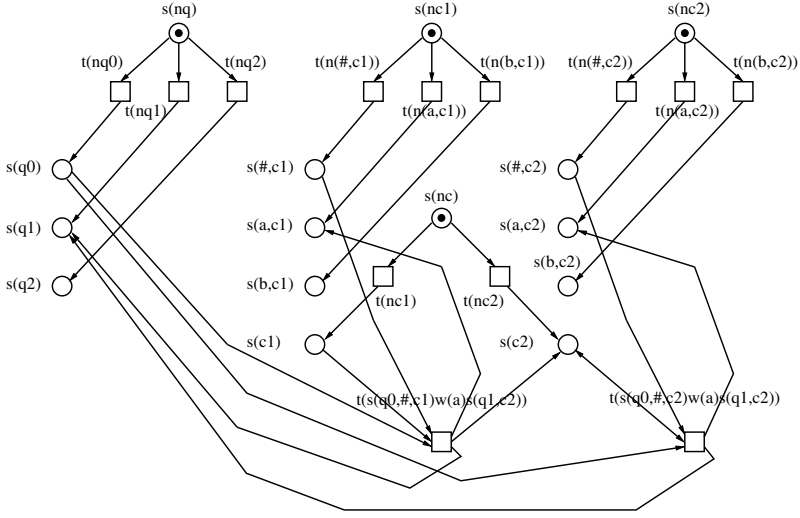 s(nq)
s(nc1)
s(nc2)
t(nq0)
t(nq2)
t(n(#,c1))
t(n(b,c1))
t(n(#,c2))
t(n(b,c2))
t(nq1)
t(n(a,c1))
t(n(a,c2))
s(q0)
s(#,c1)
s(#,c2)
s(nc)
s(q1)
s(a,c1)
s(a,c2)
s(b,c2)
s(q2)
s(b,c1)
t(nc1)
t(nc2)
s(c1)
s(c2)
t(s(q0,#,c1)w(a)s(q1,c2))
t(s(q0,#,c2)w(a)s(q1,c2))